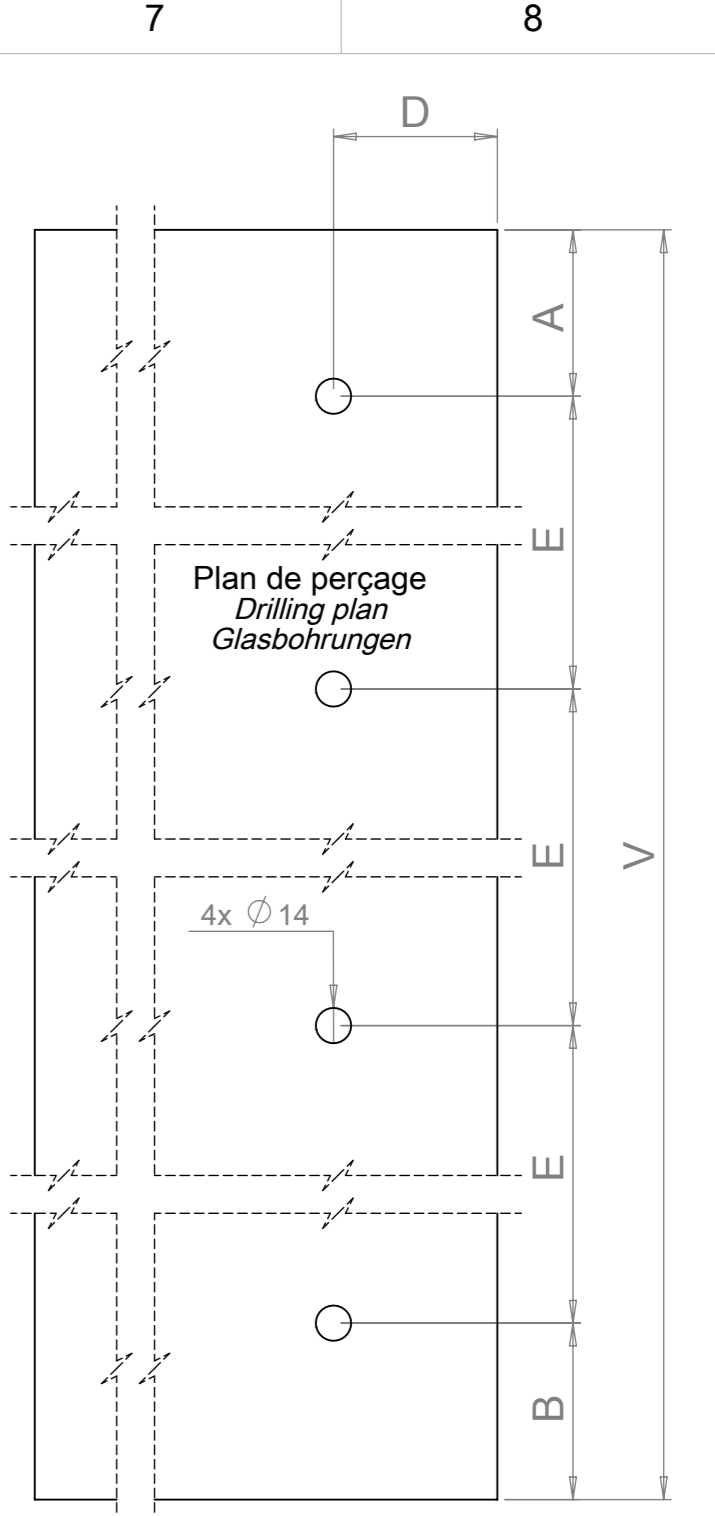 7
8
D
A
E
Plan de perçage
Drilling plan
Glasbohrungen
E
V
4x ∅ 14
E
B